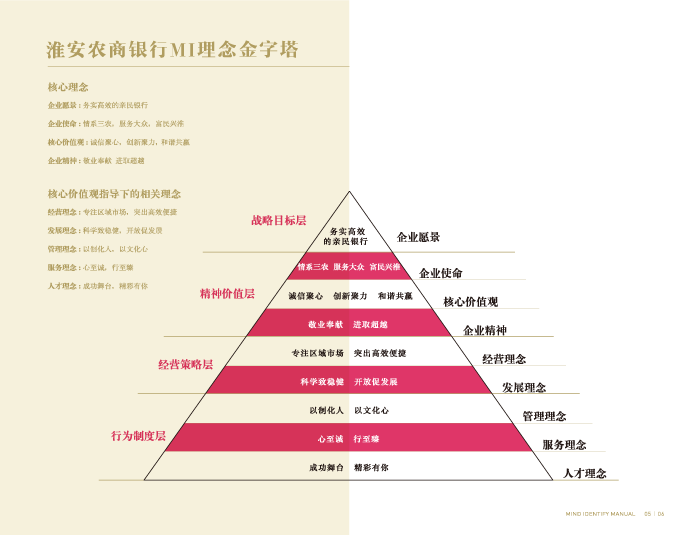 淮安农商银行MI理念金字塔
核心理念
企业愿景：务实高效的亲民银行
企业使命：情系三农，服务大众，富民兴淮
核心价值观：诚信聚心，创新聚力，和谐共赢
企业精神：敬业奉献 进取超越
核心价值观指导下的相关理念
经营理念：专注区域市场，突出高效便捷
发展理念：科学致稳健，开放促发展
管理理念：以制化人，以文化心
服务理念：心至诚，行至臻
人才理念：成功舞台，精彩有你
战略目标层
务实高效
的亲民银行
企业愿景
情系三农 服务大众 富民兴淮
企业使命
精神价值层
诚信聚心 创新聚力 和谐共赢
核心价值观
敬业奉献 进取超越
企业精神
专注区域市场 突出高效便捷
经营理念
经营策略层
科学致稳健 开放促发展
发展理念
以制化人 以文化心
管理理念
行为制度层
心至诚 行至臻
服务理念
成功舞台 精彩有你
人才理念
MIND IDENTIFY MANUAL 05 / 06